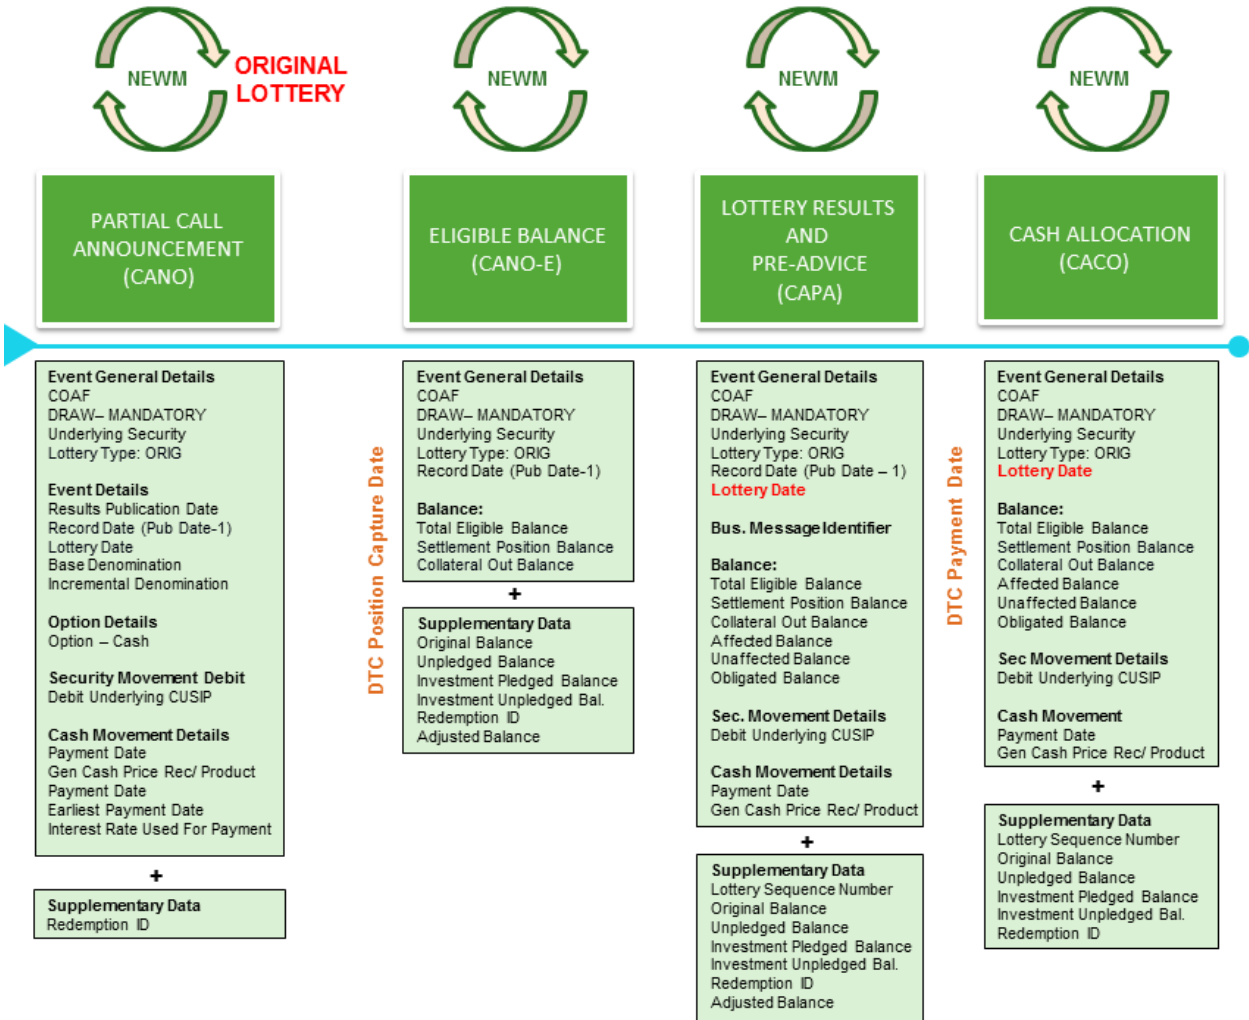 NEWM
ORIGINAL
LOTTERY
NEWM
NEWM
NEWM
PARTIAL CALL
ANNOUNCEMENT
(CANO)
ELIGIBLE BALANCE
(CANO-E)
LOTTERY RESULTS
AND
PRE-ADVICE
(CAPA)
CASH ALLOCATION
(CACO)
Event General Details
COAF
DRAW– MANDATORY
Underlying Security
Lottery Type: ORIG
Event Details
Results Publication Date
Record Date (Pub Date-1)
Lottery Date
Base Denomination
Incremental Denomination
Option Details
Option – Cash
Security Movement Debit
Debit Underlying CUSIP
Cash Movement Details
Payment Date
Gen Cash Price Rec/ Product
Payment Date
Earliest Payment Date
Interest Rate Used For Payment
+
Supplementary Data
Redemption ID
DTC Position Capture Date
Event General Details
COAF
DRAW– MANDATORY
Underlying Security
Lottery Type: ORIG
Record Date (Pub Date-1)
Balance:
Total Eligible Balance
Settlement Position Balance
Collateral Out Balance
+
Supplementary Data
Original Balance
Unpledged Balance
Investment Pledged Balance
Investment Unpledged Bal.
Redemption ID
Adjusted Balance
Event General Details
COAF
DRAW– MANDATORY
Underlying Security
Lottery Type: ORIG
Record Date (Pub Date – 1)
Lottery Date
Bus. Message Identifier
Balance:
Total Eligible Balance
Settlement Position Balance
Collateral Out Balance
Affected Balance
Unaffected Balance
Obligated Balance
Sec. Movement Details
Debit Underlying CUSIP
Cash Movement Details
Payment Date
Gen Cash Price Rec/ Product
+
Supplementary Data
Lottery Sequence Number
Original Balance
Unpledged Balance
Investment Pledged Balance
Investment Unpledged Bal.
Redemption ID
Adjusted Balance
DTC Payment Date
Event General Details
COAF
DRAW– MANDATORY
Underlying Security
Lottery Type: ORIG
Lottery Date
Balance:
Total Eligible Balance
Settlement Position Balance
Collateral Out Balance
Affected Balance
Unaffected Balance
Obligated Balance
Sec Movement Details
Debit Underlying CUSIP
Cash Movement
Payment Date
Gen Cash Price Rec/ Product
+
Supplementary Data
Lottery Sequence Number
Original Balance
Unpledged Balance
Investment Pledged Balance
Investment Unpledged Bal.
Redemption ID